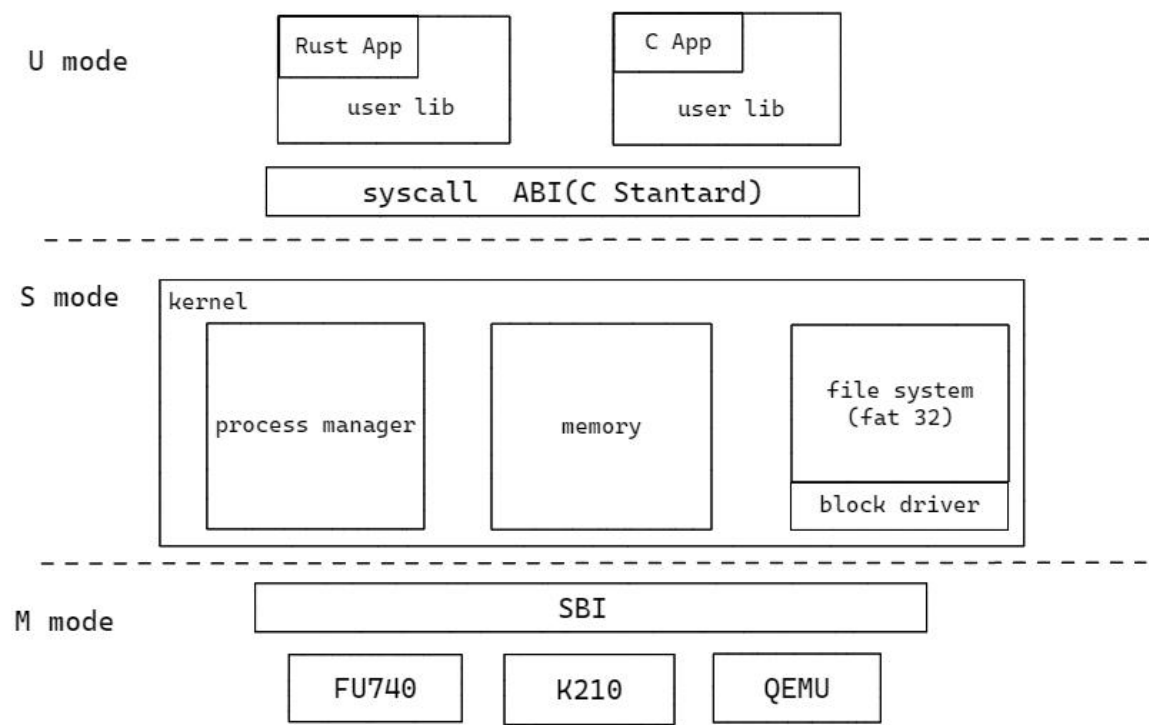 U mode
Rust App
user lib
C App
user lib
syscall ABI(C Stantard)
S mode
kernel
process manager
memory
file system
(fat 32)
block driver
M mode
SBI
FU740
K210
QEMU